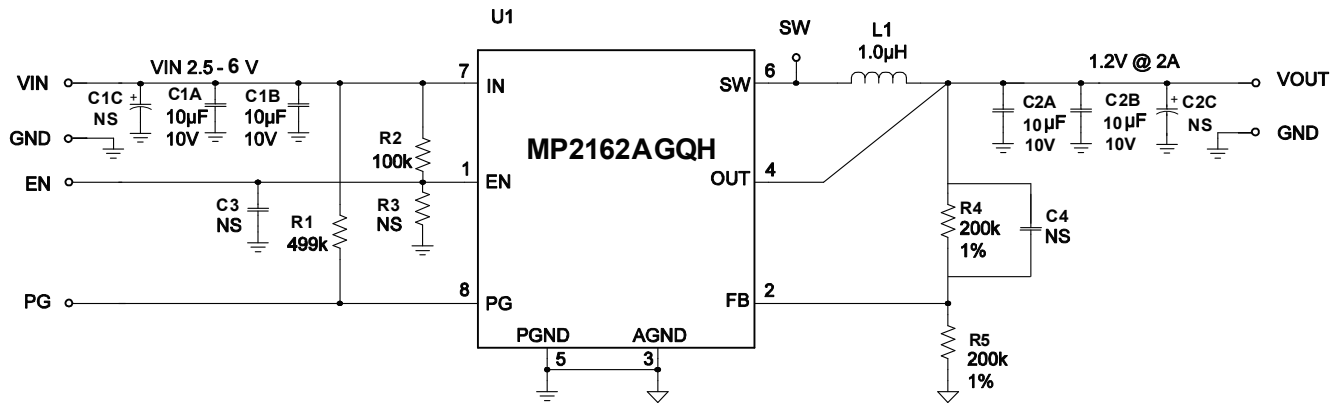 U1
SW
L1
1.0µH
VIN
VIN 2.5 - 6 V
7
IN
SW
6
1.2V @ 2A
VOUT
C1C
NS
+
C1A
10µF
10V
C1B
10µF
10V
C2A
10µF
10V
C2B
10µF
10V
+
C2C
NS
GND
GND
R2
100k
MP2162AGQH
EN
1
EN
OUT
4
C3
NS
R1
499k
R3
NS
R4
200k
1%
C4
NS
PG
8
PG
FB
2
PGND
AGND
5
3
R5
200k
1%